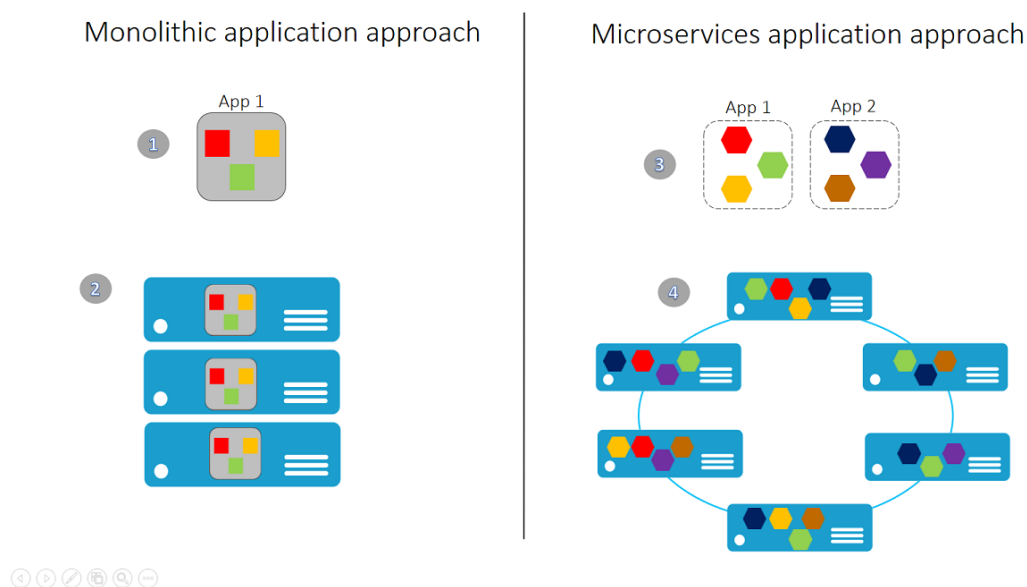 Monolithic application approach
Microservices application approach
App 1
1
2
App 1
App 2
3
4